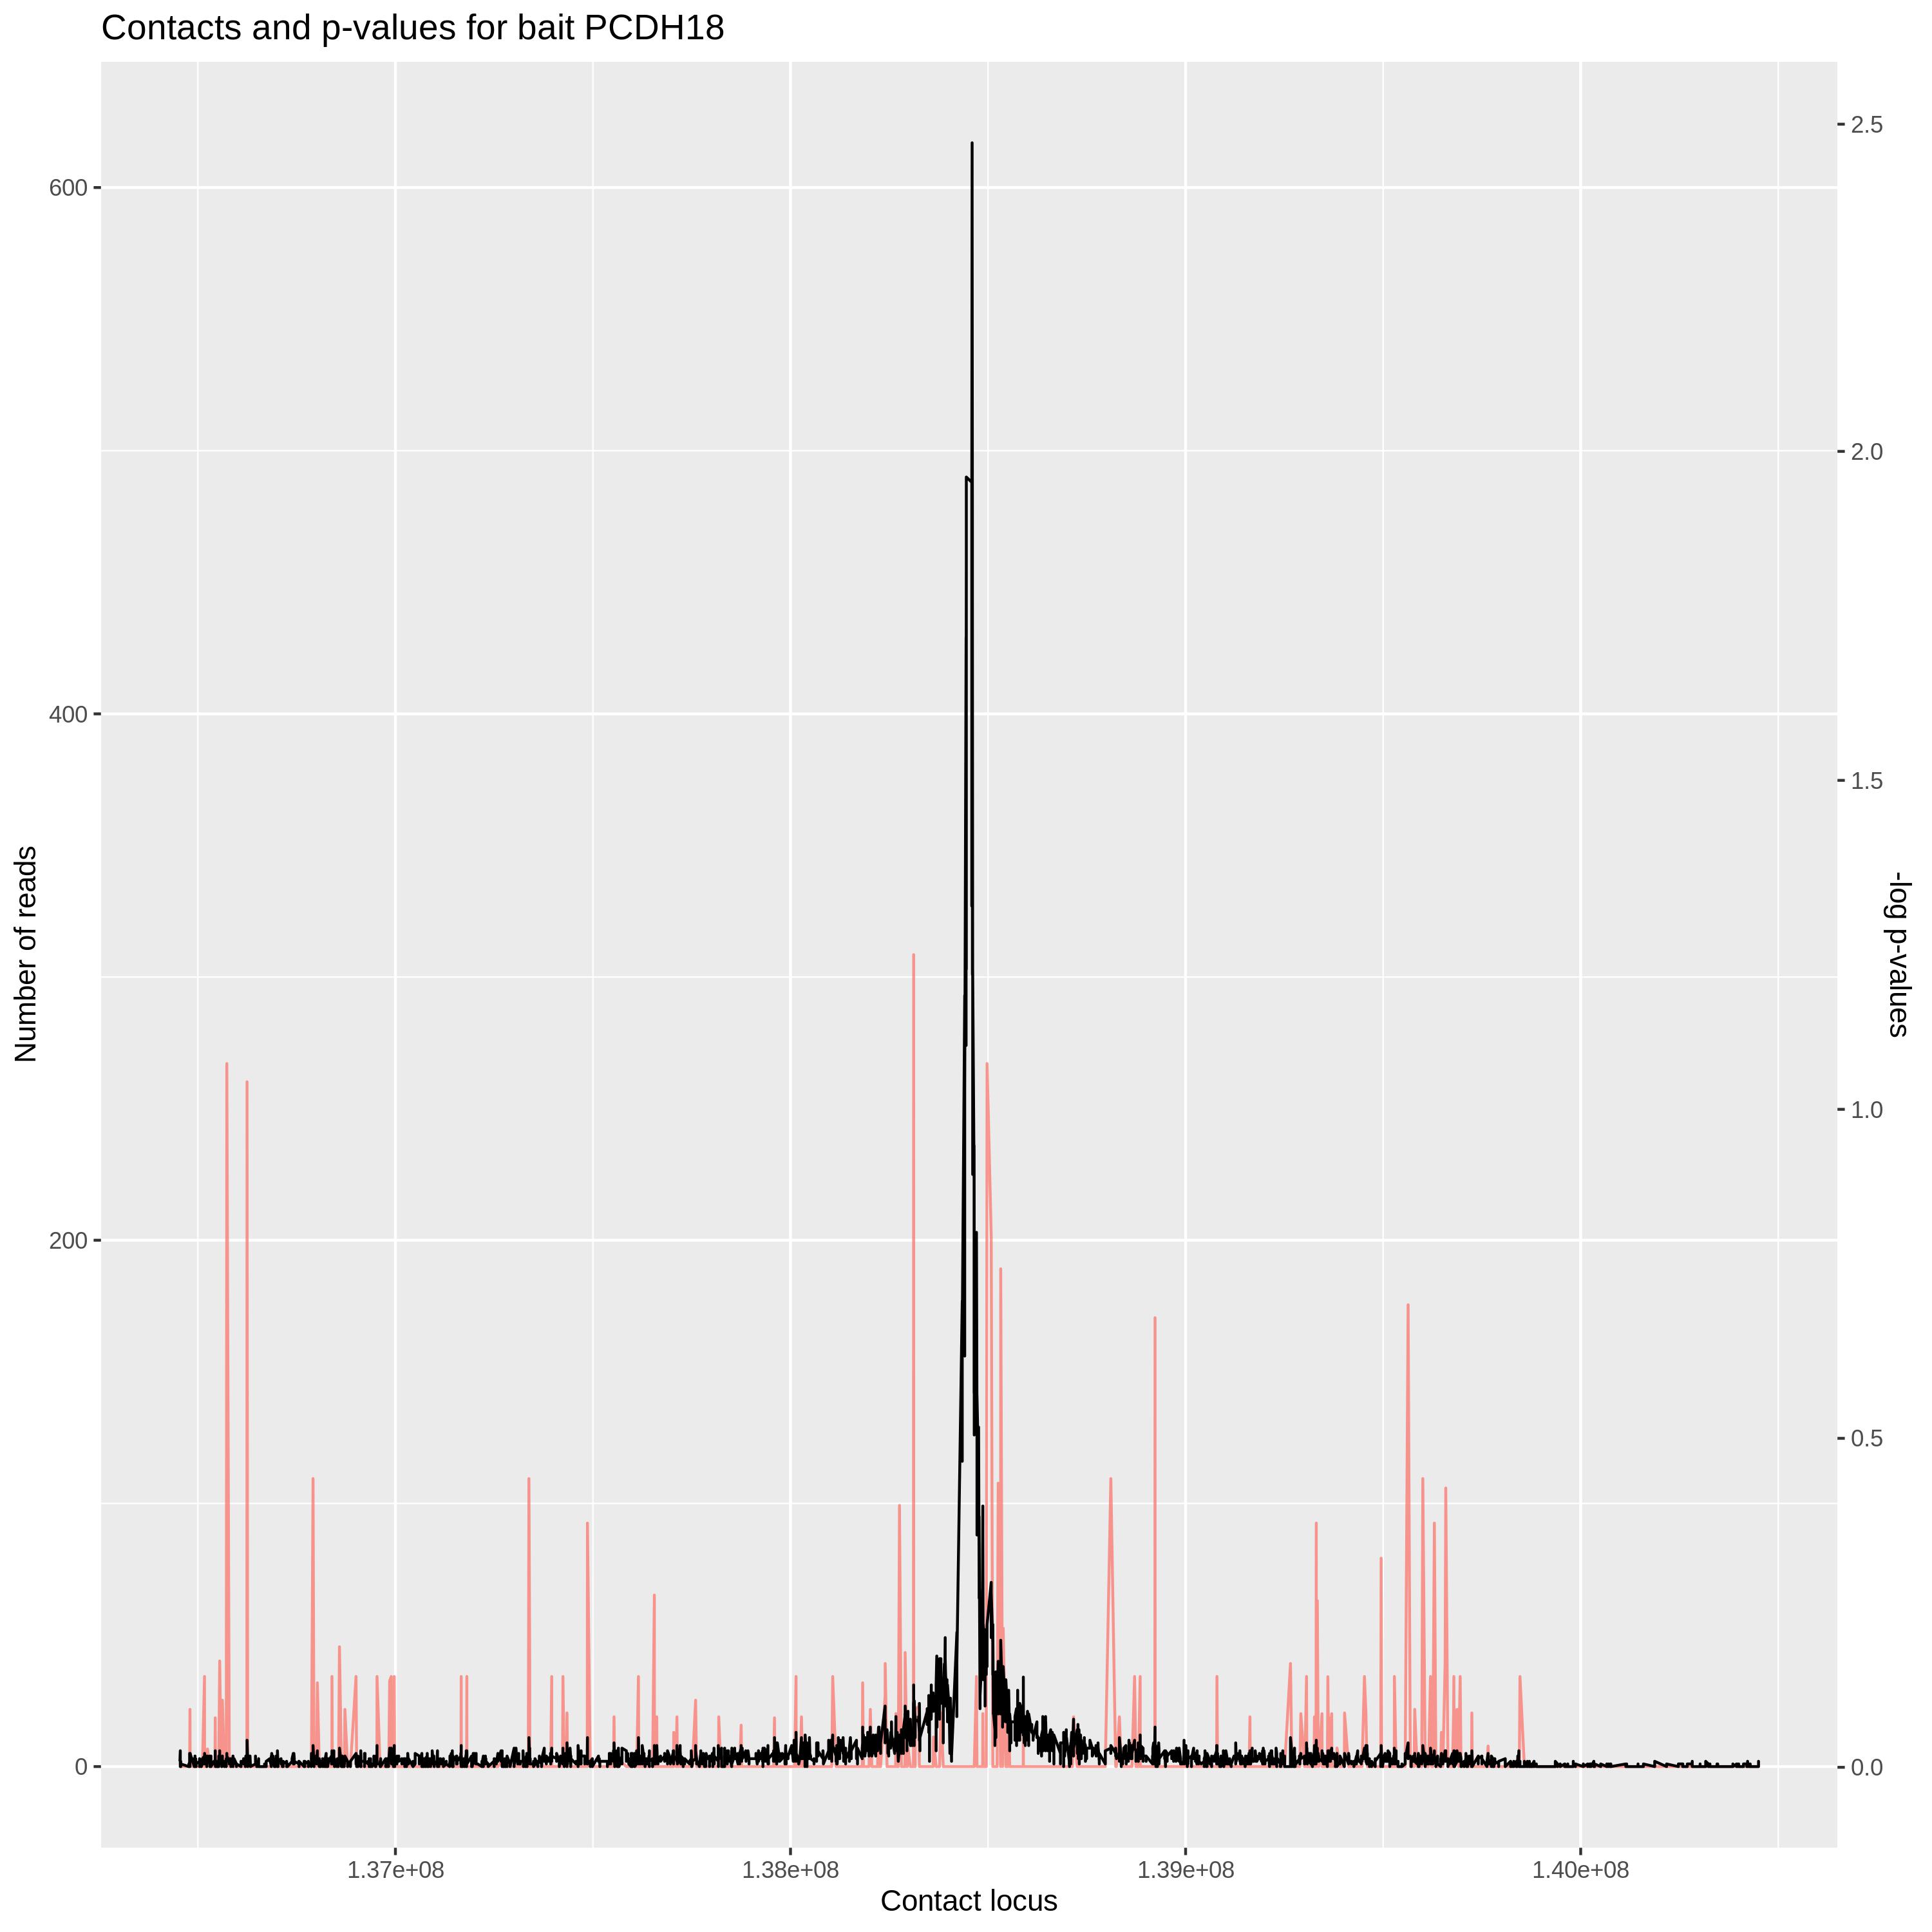 Contacts and p-values for bait PCDH18
600
400
200
0
Number of reads
2.5
2.0
1.5
1.0
0.5
0.0
-log p-values
1.37e+08
1.38e+08
1.39e+08
1.40e+08
Contact locus